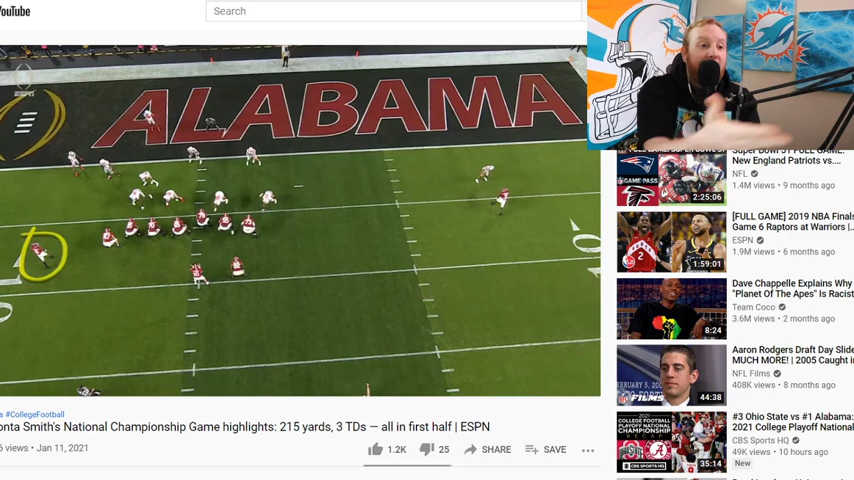 YouTube
Search
ALABAMA
ESPN
s #CollegeFootball
onta Smith's National Championship Game highlights: 215 yards, 3 TDs — all in first half | ESPN
6 views • Jan 11, 2021
1.2K
25
SHARE
SAVE
New England Patriots vs....
NFL
1.4M views • 9 months ago
GAME PASS
2:25:06
[FULL GAME] 2019 NBA Finals
Game 6 Raptors at Warriors |
ESPN
1.9M views • 6 months ago
1:59:01
Dave Chappelle Explains Why
"Planet Of The Apes" Is Racist
Team Coco
3.6M views • 2 months ago
8:24
Aaron Rodgers Draft Day Slide
MUCH MORE! | 2005 Caught i
NFL Films
408K views • 8 months ago
FILMS
44:38
#3 Ohio State vs #1 Alabama:
2021 College Football Playoff National
CBS Sports HQ
49K views • 10 hours ago
New
35:14